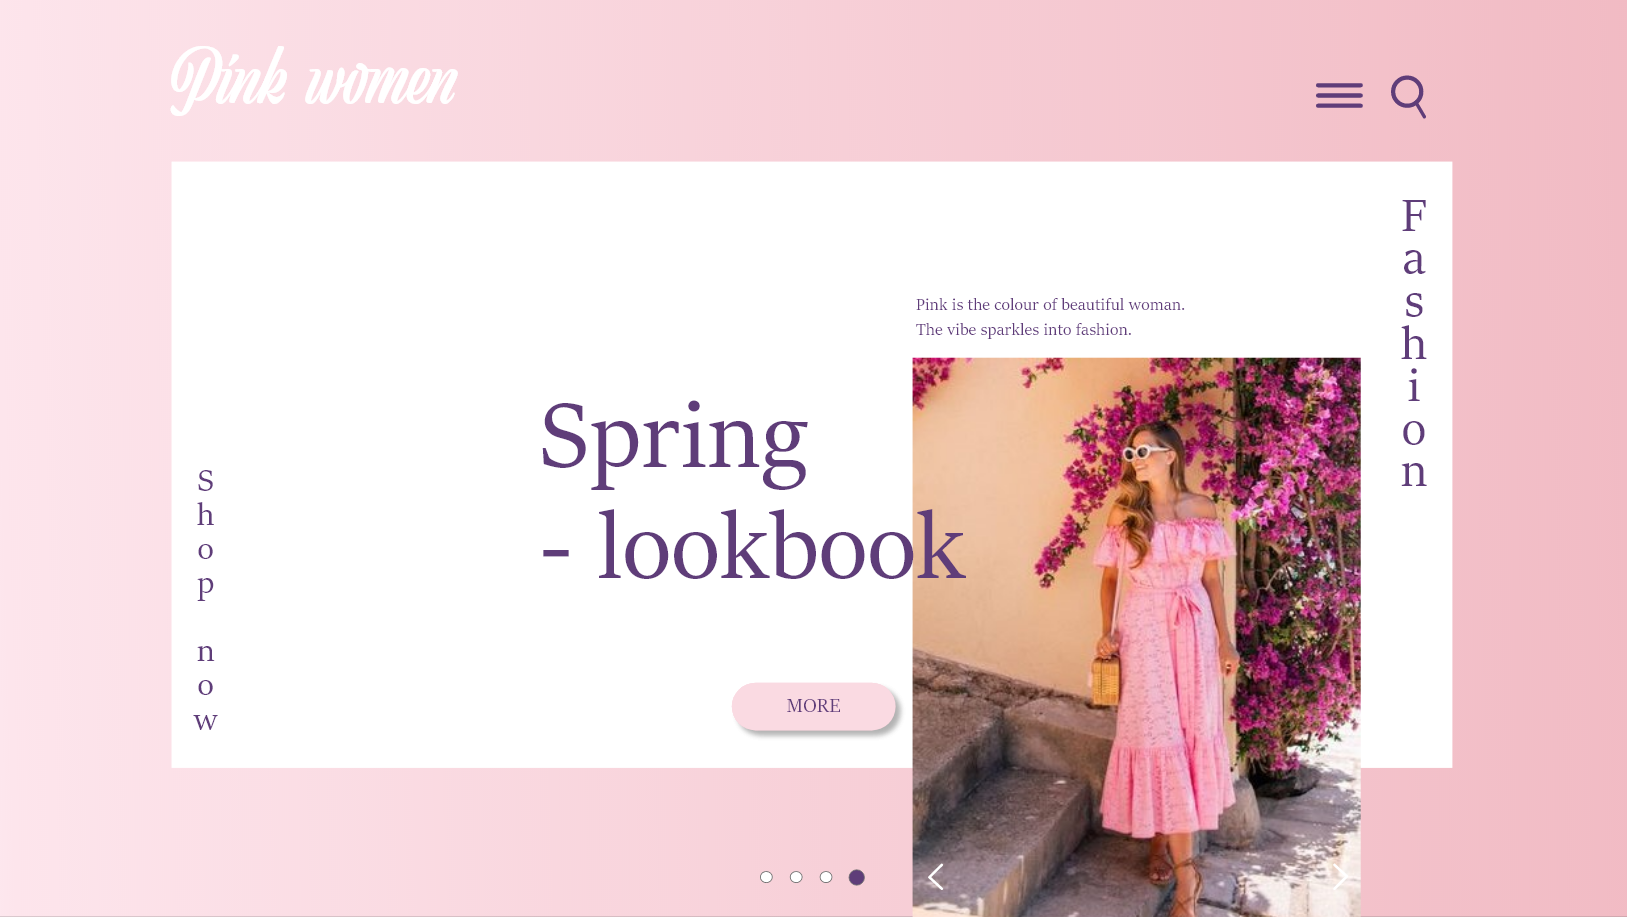 Pink women
Fashion
Pink is the colour of beautiful woman.
The vibe sparkles into fashion.
Spring
- lookbook
Shop now
MORE